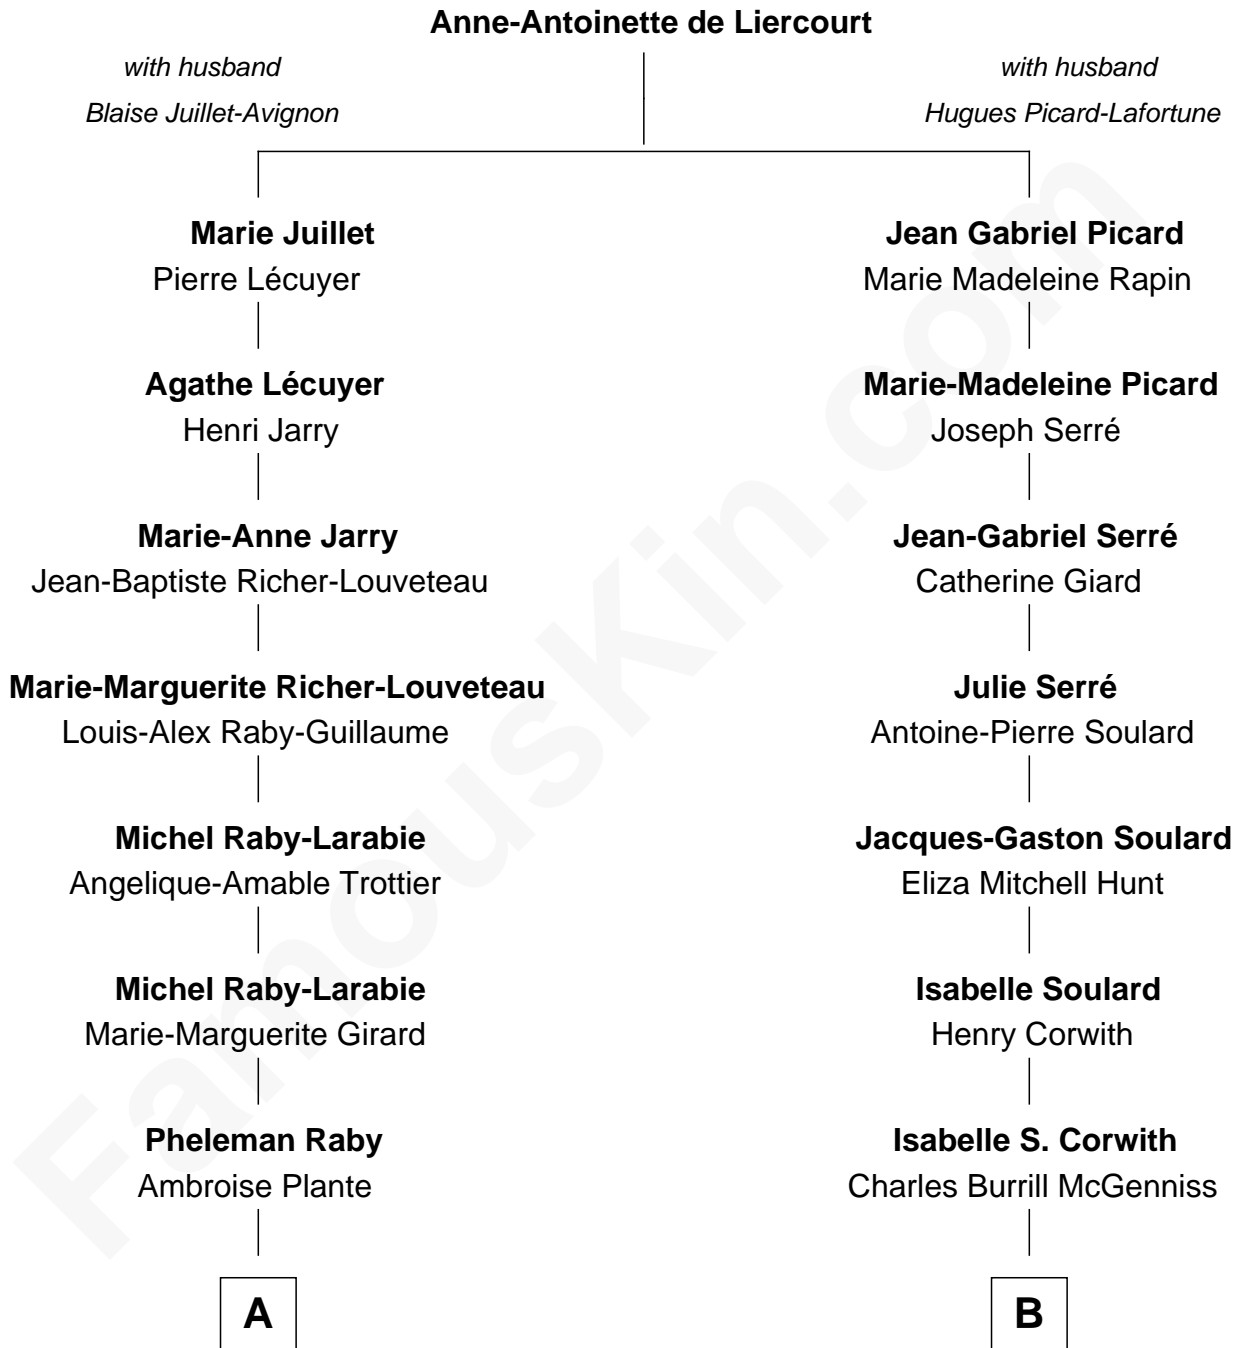 Anne-Antoinette de Liercourt
with husband
Blaise Juillet-Avignon
with husband
Hugues Picard-Lafortune
Marie Juillet
Pierre Lécuyer
Jean Gabriel Picard
Marie Madeleine Rapin
Agathe Lécuyer
Henri Jarry
Marie-Madeleine Picard
Joseph Serré
Marie-Anne Jarry
Jean-Baptiste Richer-Louveteau
Jean-Gabriel Serré
Catherine Giard
Marie-Marguerite Richer-Louveteau
Louis-Alex Raby-Guillaume
Julie Serré
Antoine-Pierre Soulard
Michel Raby-Larabie
Angelique-Amable Trottier
Jacques-Gaston Soulard
Eliza Mitchell Hunt
Michel Raby-Larabie
Marie-Marguerite Girard
Isabelle Soulard
Henry Corwith
Pheleman Raby
Ambroise Plante
Isabelle S. Corwith
Charles Burrill McGenniss
A
B
FamousKin.com